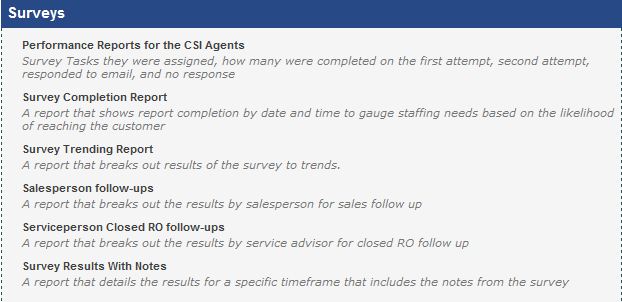 Surveys
Performance Reports for the CSI Agents
Survey Tasks they were assigned, how many were completed on the first attempt, second attempt,
responded to email, and no response
Survey Completion Report
A report that shows report completion by date and time to gauge staffing needs based on the likelihood
of reaching the customer
Survey Trending Report
A report that breaks out results of the survey to trends.
Salesperson follow-ups
A report that breaks out the results by salesperson for sales follow up
Serviceperson Closed RO follow-ups
A report that breaks out the results by service advisor for closed RO follow up
Survey Results With Notes
A report that details the results for a specific timeframe that includes the notes from the survey